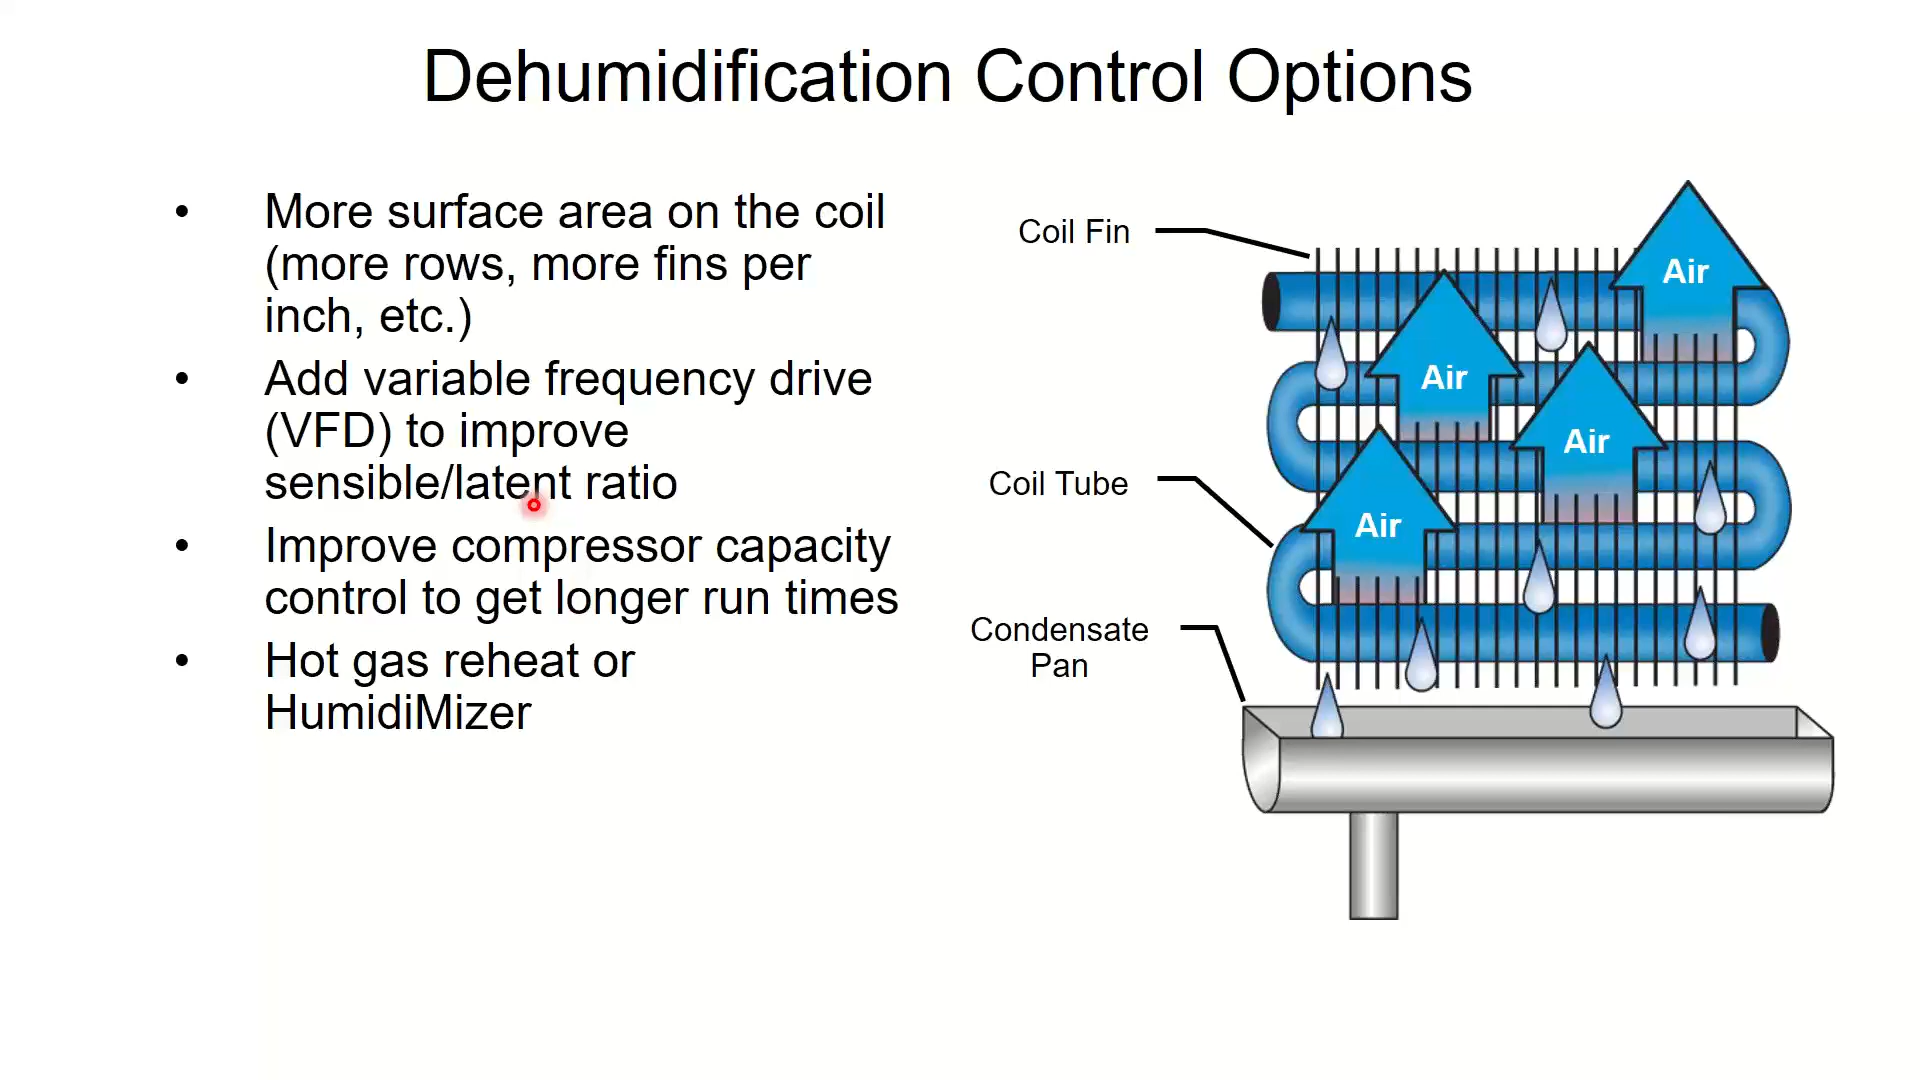 Dehumidification Control Options
• More surface area on the coil
(more rows, more fins per
inch, etc.)
• Add variable frequency drive
(VFD) to improve
sensible/latent ratio
• Improve compressor capacity
control to get longer run times
• Hot gas reheat or
HumidiMizer
Coil Fin
Coil Tube
Condensate
Pan
Air
Air
Air
Air